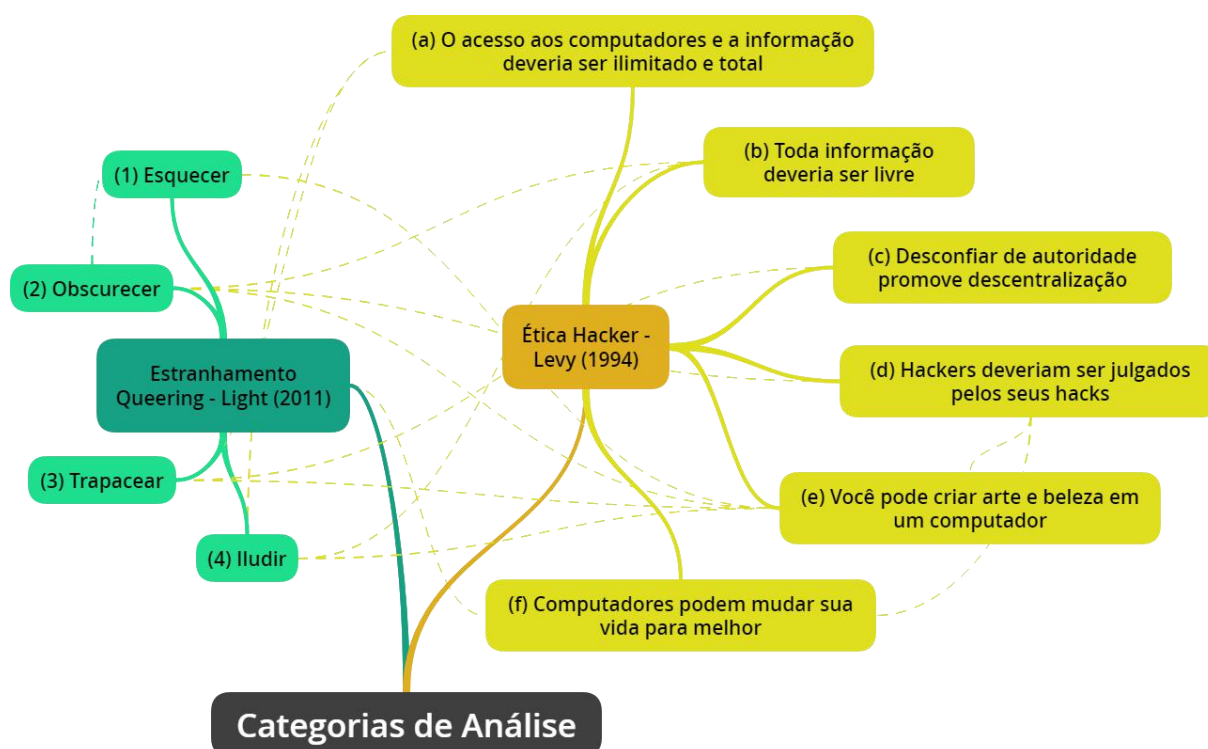 (a) O acesso aos computadores e a informação
deveria ser ilimitado e total
(b) Toda informação
deveria ser livre
(1) Esquecer
(c) Desconfiar de autoridade
promove descentralização
(2) Obscurecer
Ética Hacker -
Levy (1994)
Estranhamento
Queering - Light (2011)
(d) Hackers deveriam ser julgados
pelos seus hacks
(3) Trapacear
(e) Você pode criar arte e beleza em
um computador
(4) Iludir
(f) Computadores podem mudar sua
vida para melhor
Categorias de Análise